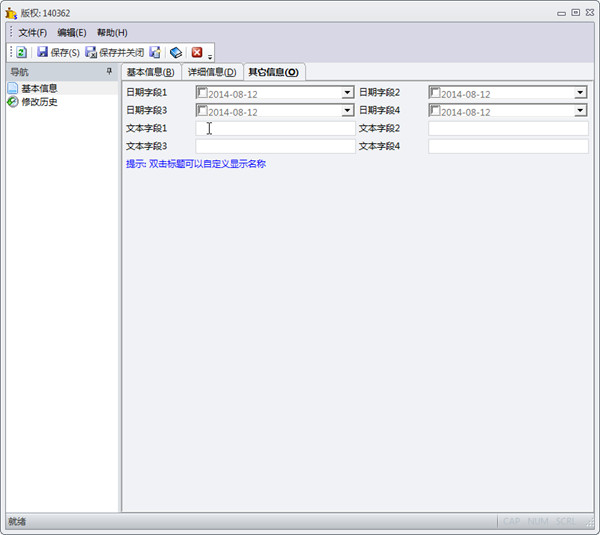 版权: 140362
文件(F) 编辑(E) 帮助(H)
保存(S) 保存并关闭
导航
基本信息
修改历史
基本信息(B) 详细信息(D) 其它信息(O)
日期字段1 2014-08-12 日期字段2 2014-08-12
日期字段3 2014-08-12 日期字段4 2014-08-12
文本字段1 文本字段2
文本字段3 文本字段4
提示: 双击标题可以自定义显示名称
就绪 CAP NUM SCRL